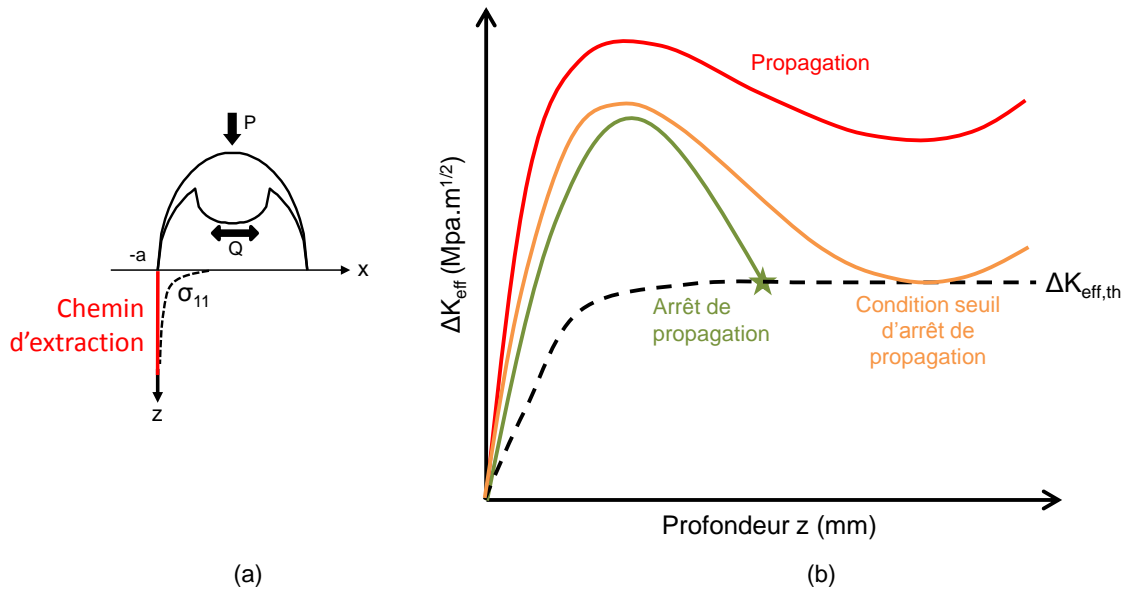 P
Q
-a
x
σ11
Chemin
d'extraction
z
(a)
ΔKeff (Mpa.m1/2)
Propagation
Arrêt de
propagation
Condition seuil
d'arrêt de
propagation
ΔKeff,th
Profondeur z (mm)
(b)